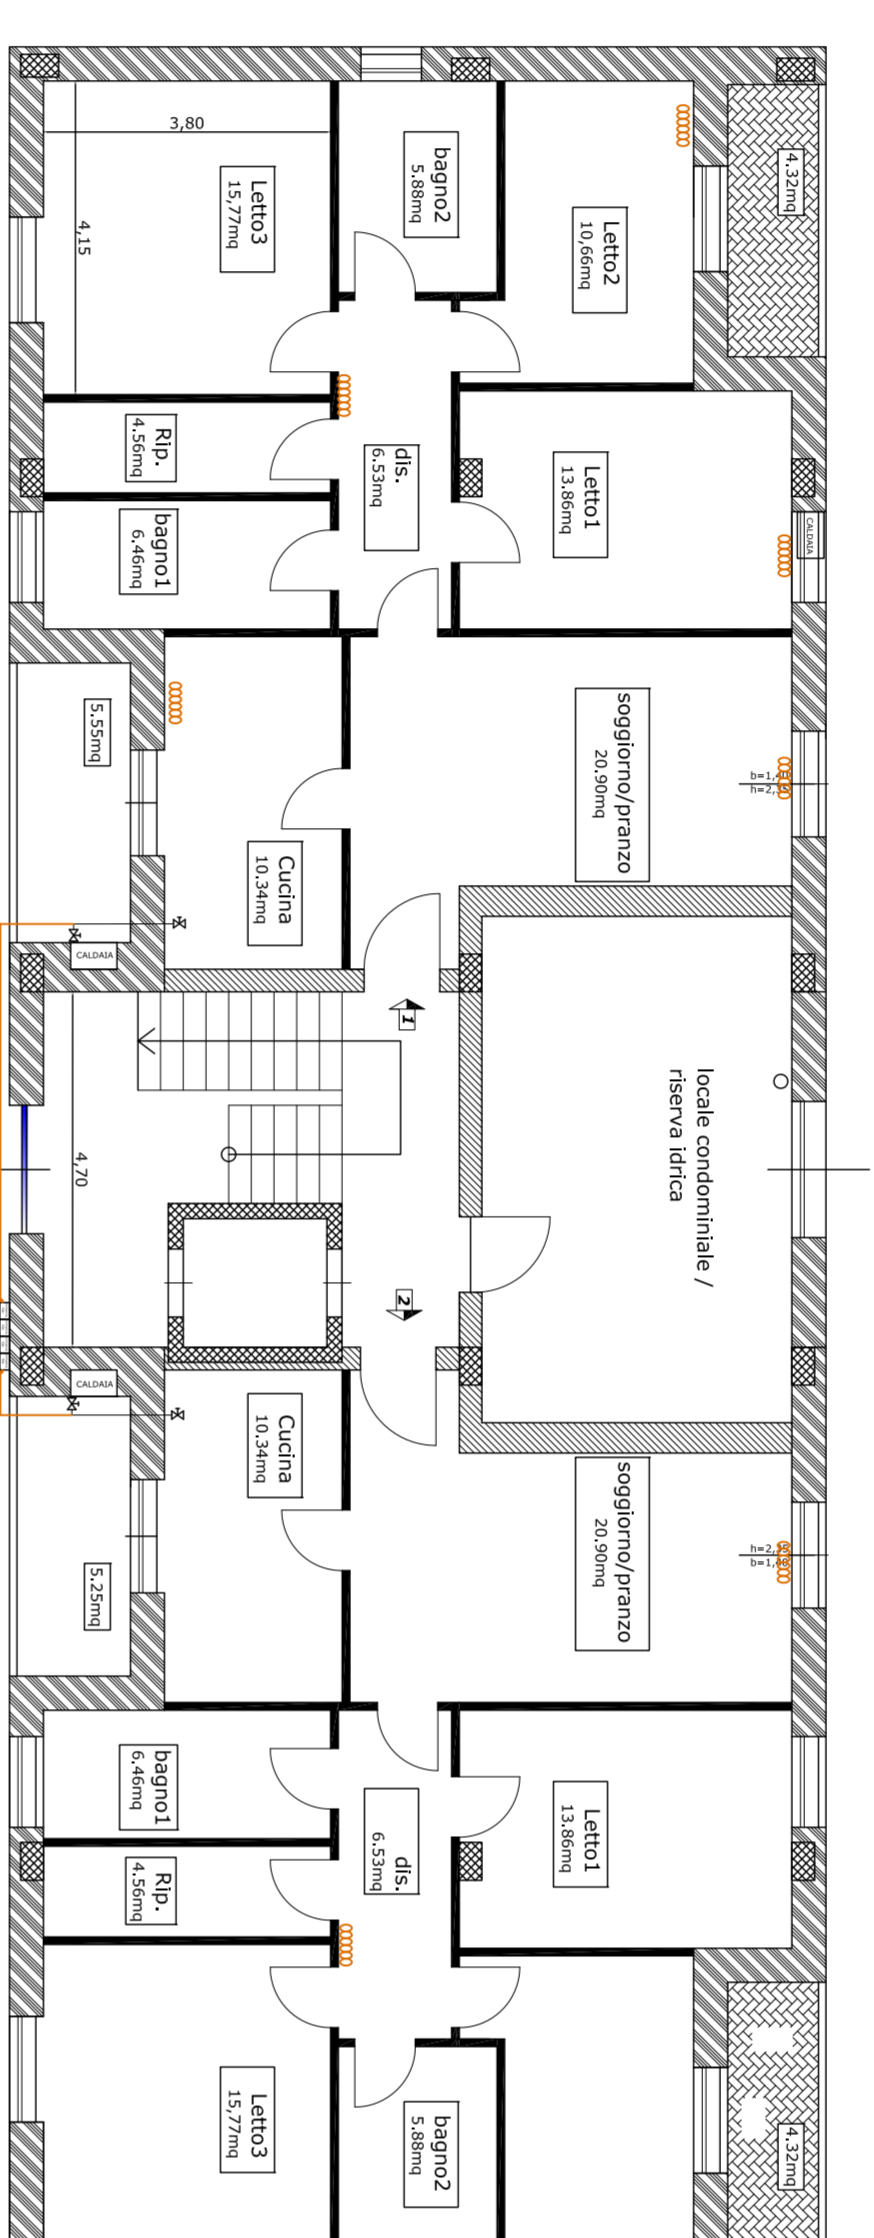 4.32mq
3,80
bagno2
5.88mq
Letto3
15,77mq
Letto2
10,66mq
4,15
Rip.
4.56mq
dis.
6.53mq
Letto1
13.86mq
CALDAIA
bagno1
6.46mq
5.55mq
soggiorno/pranzo
20.90mq
b=1,
h=2,
Cucina
10.34mq
CALDAIA
1
locale condominiale /
riserva idrica
4,70
2
CALDAIA
Cucina
10.34mq
soggiorno/pranzo
20.90mq
h=2,
b=1,
5.25mq
bagno1
6.46mq
dis.
6.53mq
Letto1
13.86mq
Rip.
4.56mq
Letto3
15,77mq
bagno2
5.88mq
4.32mq